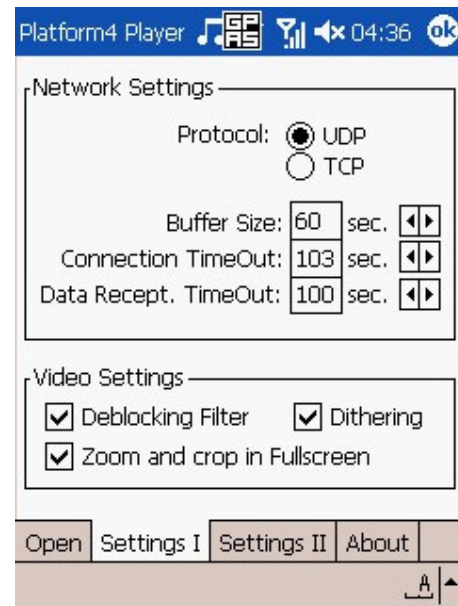 Platform4 Player GPRS 04:36 ok
Network Settings
Protocol: UDP
TCP
Buffer Size: 60 sec.
Connection TimeOut: 103 sec.
Data Recept. TimeOut: 100 sec.
Video Settings
Deblocking Filter Dithering
Zoom and crop in Fullscreen
Open Settings I Settings II About
A